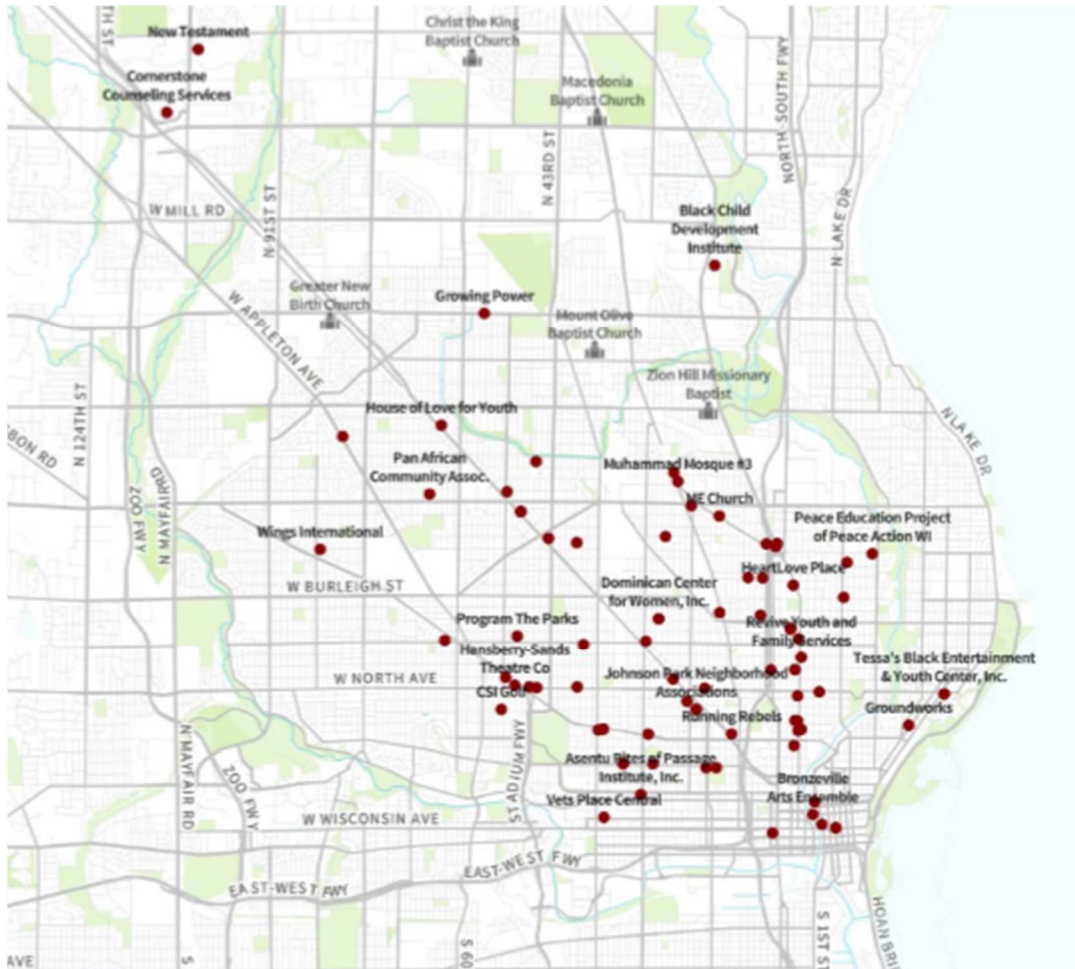 TH ST
New Testament
Christ the King
Baptist Church
Cornerstone
Counseling Services
Macedonia
Baptist Church
NORTH-SOUTH FWY
N 43RD ST
W MILL RD
N 91ST ST
Black Child
Development
Institute
N LAKE DR
Greater New
Birth Church
Growing Power
W APPLETON AVE
Mount Olive
Baptist Church
Zion Hill Missionary
Baptist
N 124TH ST
House of Love for Youth
N LAKE DR
BON RD
Pan African
Community Assoc.
Muhammad Mosque #3
ME Church
ZOO FWY
N MAYFAIR RD
Wings International
Peace Education Project
of Peace Action WI
HeartLove Place
W BURLEIGH ST
Dominican Center
for Women, Inc.
Program The Parks
Revive Youth and
Family Services
Hansberry-Sands
Theatre Co
Tessa's Black Entertainment
& Youth Center, Inc.
W NORTH AVE
Johnson Park Neighborhood
Associations
CSI Gou
Groundworks
Running Rebels
N MAYFAIR RD
ZOO FWY
STADIUM FWY
Asentu Rites of Passage
Institute, Inc.
Bronzeville
Arts Ensemble
Vets Place Central
W WISCONSIN AVE
EAST-WEST FWY
EAST-WEST FWY
HOAN BRI
S 1ST ST
S 60
S
AVE